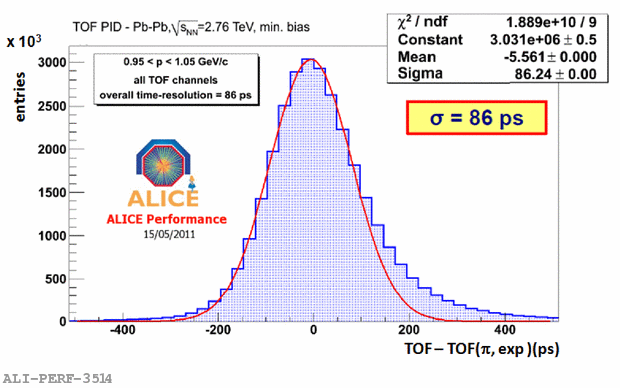 TOF PID - Pb-Pb, √sNN=2.76 TeV, min. bias
χ² / ndf 1.889e+10 / 9
Constant 3.031e+06 ± 0.5
Mean -5.561± 0.000
Sigma 86.24 ± 0.00
x 10³
entries
0.95 < p < 1.05 GeV/c
all TOF channels
overall time-resolution = 86 ps
σ = 86 ps
ALICE
ALICE Performance
15/05/2011
3000
2500
2000
1500
1000
500
0
-400 -200 0 200 400
TOF – TOF(π, exp )(ps)
ALI-PERF-3514